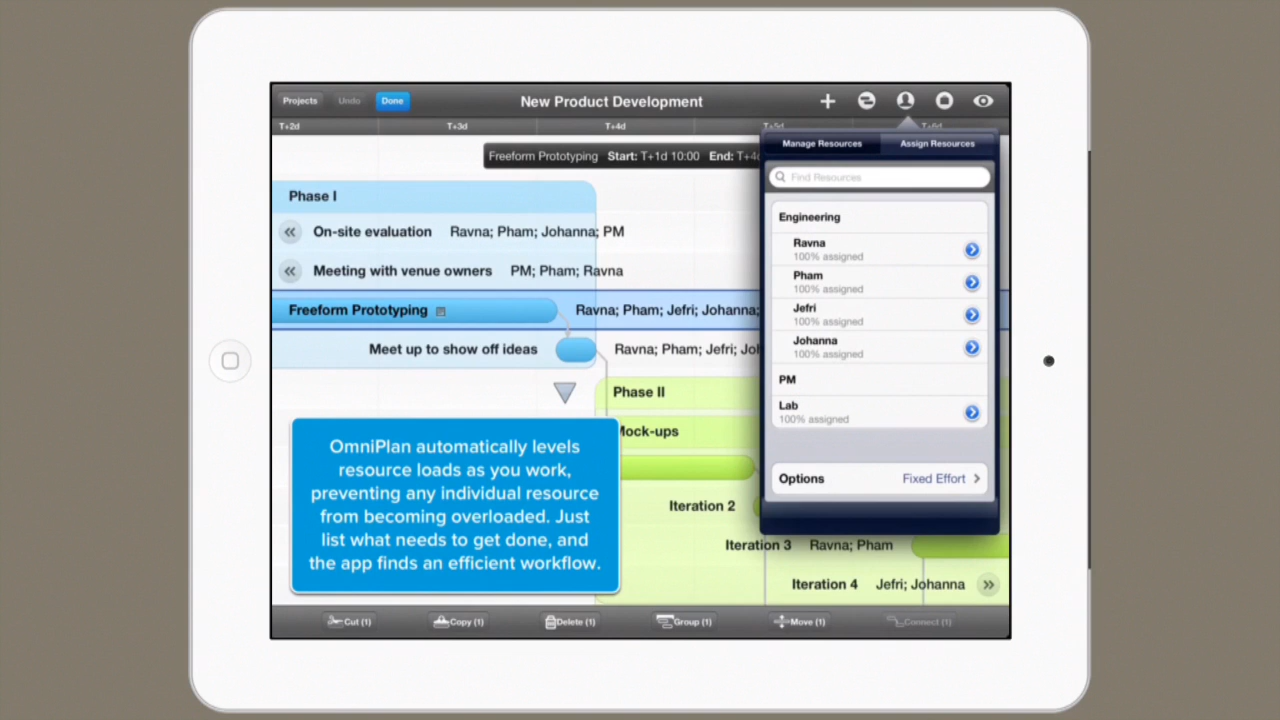 Projects Undo Done New Product Development
T+2d T+3d T+4d T+5d T+6d
Manage Resources Assign Resources
Freeform Prototyping Start: T+1d 10:00 End: T+4d
Find Resources
Phase I
Engineering
On-site evaluation Ravna; Pham; Johanna; PM
Ravna
100% assigned
Meeting with venue owners PM; Pham; Ravna
Pham
100% assigned
Freeform Prototyping Ravna; Pham; Jefri; Johanna;
Jefri
100% assigned
Meet up to show off ideas Ravna; Pham; Jefri; Joh
Johanna
100% assigned
PM
Phase II
Lab
100% assigned
Mock-ups
OmniPlan automatically levels
resource loads as you work,
preventing any individual resource
from becoming overloaded. Just
list what needs to get done, and
the app finds an efficient workflow.
Options Fixed Effort
Iteration 2
Iteration 3 Ravna; Pham
Iteration 4 Jefri; Johanna
Cut (1) Copy (1) Delete (1) Group (1) Move (1) Connect (1)